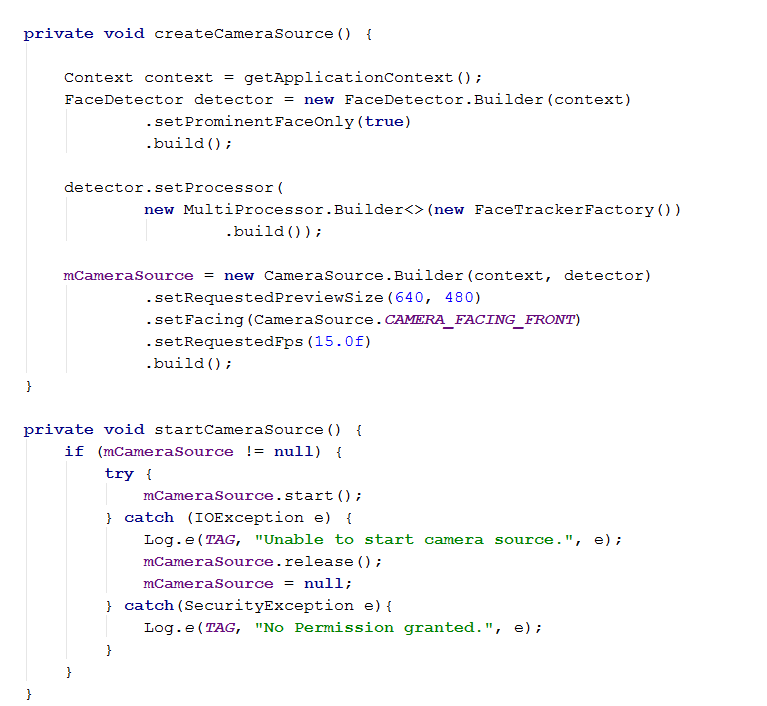 private void createCameraSource() {
Context context = getApplicationContext();
FaceDetector detector = new FaceDetector.Builder(context)
.setProminentFaceOnly(true)
.build();
detector.setProcessor(
new MultiProcessor.Builder<>(new FaceTrackerFactory())
.build());
mCameraSource = new CameraSource.Builder(context, detector)
.setRequestedPreviewSize(640, 480)
.setFacing(CameraSource.CAMERA_FACING_FRONT)
.setRequestedFps(15.0f)
.build();
}
private void startCameraSource() {
if (mCameraSource != null) {
try {
mCameraSource.start();
} catch (IOException e) {
Log.e(TAG, "Unable to start camera source.", e);
mCameraSource.release();
mCameraSource = null;
} catch(SecurityException e){
Log.e(TAG, "No Permission granted.", e);
}
}
}